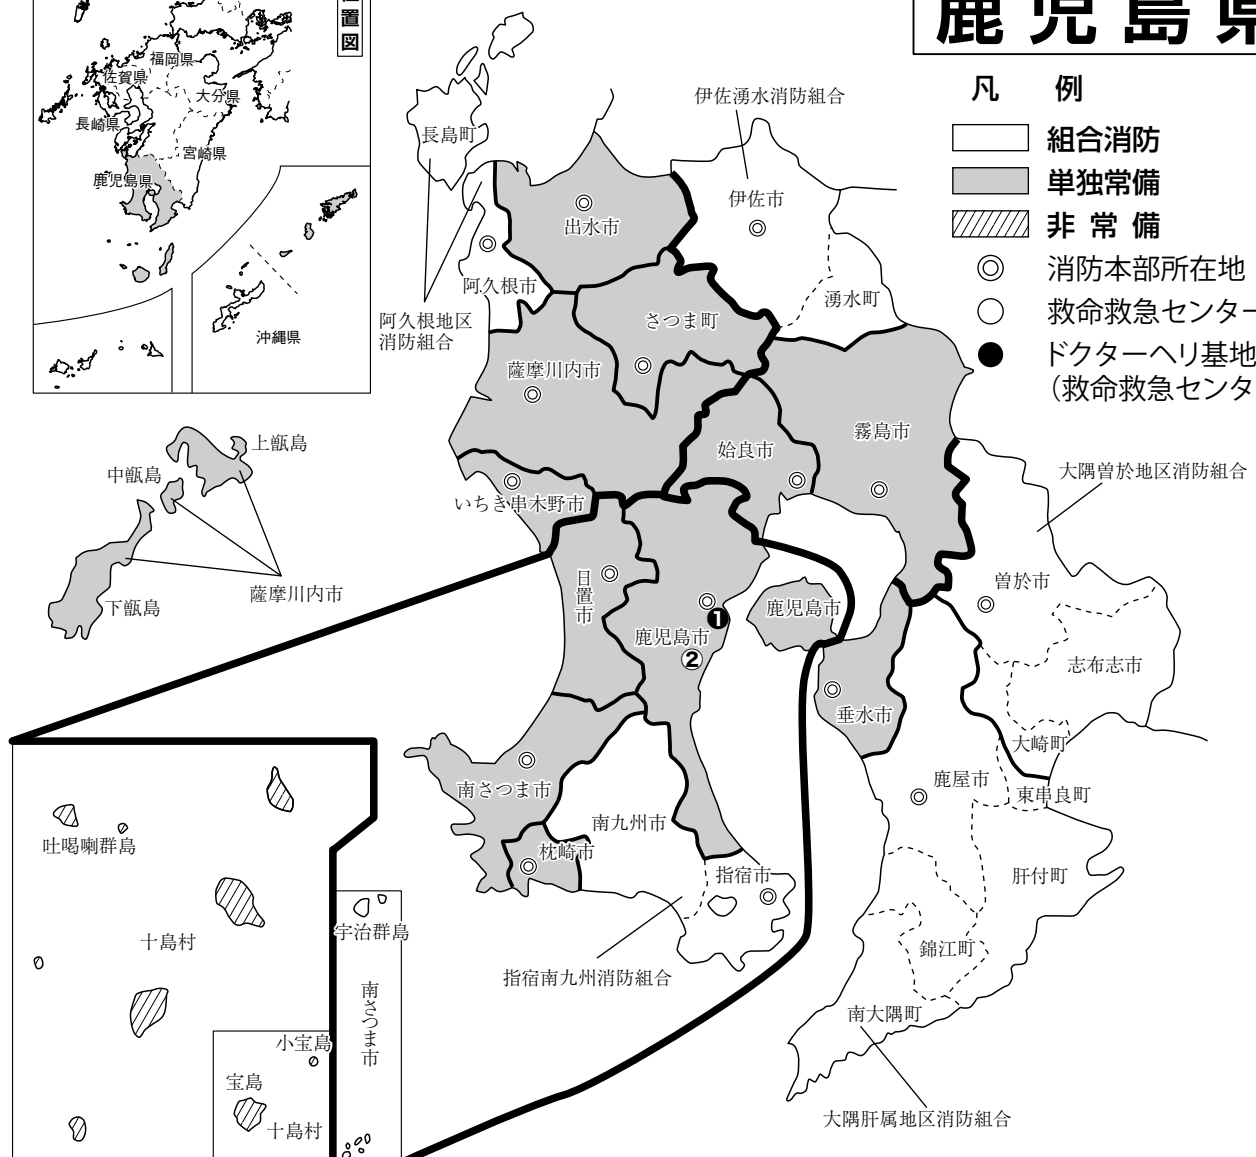 鹿児島県
置図
福岡県
佐賀県
大分県
長崎県
宮崎県
鹿児島県
沖縄県
凡 例
組合消防
単独常備
非常備
消防本部所在地
救命救急センター
ドクターヘリ基地
(救命救急センタ
伊佐湧水消防組合
長島町
伊佐市
出水市
阿久根市
湧水町
さつま町
阿久根地区
消防組合
薩摩川内市
霧島市
姶良市
上甑島
中甑島
いちき串木野市
大隅曽於地区消防組合
薩摩川内市
下甑島
日置市
曽於市
鹿児島市
1
鹿児島市
2
志布志市
垂水市
大崎町
鹿屋市
東串良町
南さつま市
南九州市
枕崎市
指宿市
肝付町
吐喝喇群島
宇治群島
十島村
錦江町
指宿南九州消防組合
南さつま市
南大隅町
小宝島
宝島
十島村
大隅肝属地区消防組合